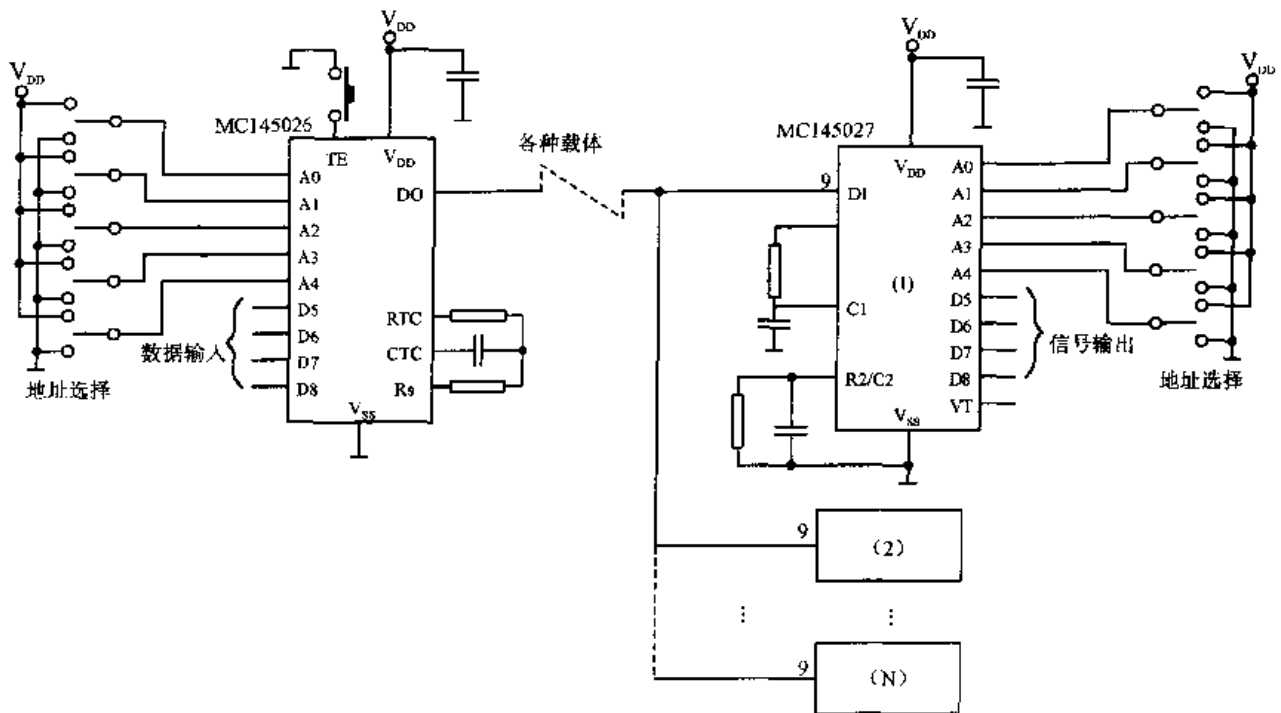 V_DD
V_DD
V_DD
V_DD
MC145026
MC145027
TE
V_DD
DO
A0
A1
A2
A3
A4
D5
D6
D7
D8
RTC
CTC
Rs
V_SS
数据输入
地址选择
各种载体
9
D1
V_DD
A0
A1
A2
A3
A4
D5
D6
D7
D8
VT
(1)
C1
R2/C2
V_SS
信号输出
地址选择
9
(2)
⋮
⋮
9
(N)